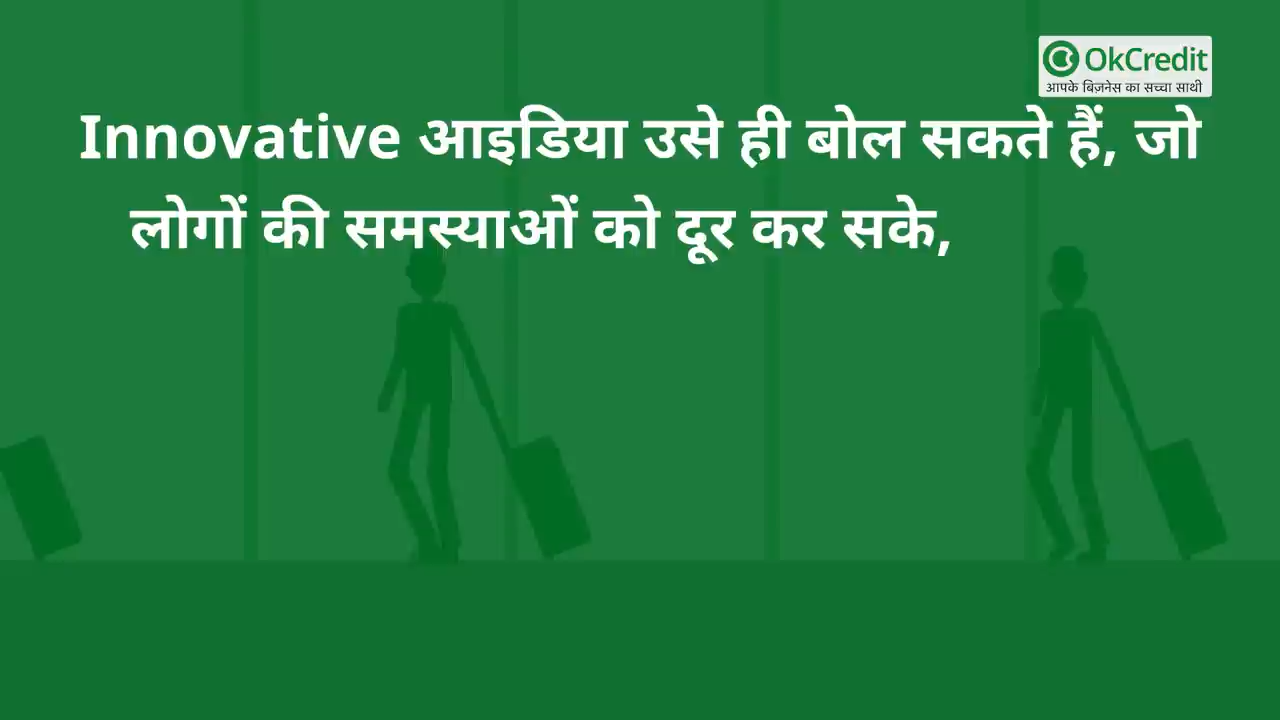 OkCredit
आपके बिज़नेस का सच्चा साथी
Innovative आइडिया उसे ही बोल सकते हैं, जो
लोगों की समस्याओं को दूर कर सके,